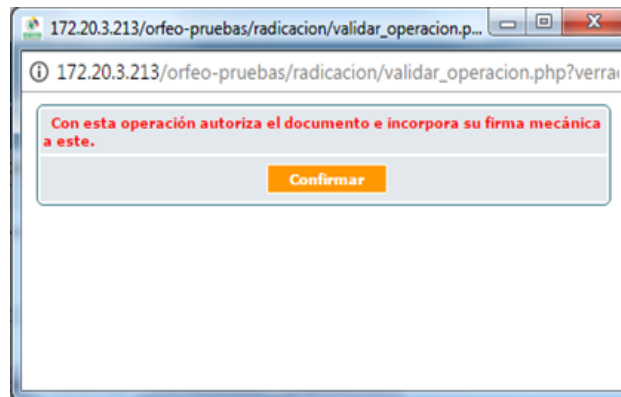 172.20.3.213/orfeo-pruebas/radicacion/validar_operacion.p...
172.20.3.213/orfeo-pruebas/radicacion/validar_operacion.php?verra
Con esta operación autoriza el documento e incorpora su firma mecánica
a este.
Confirmar